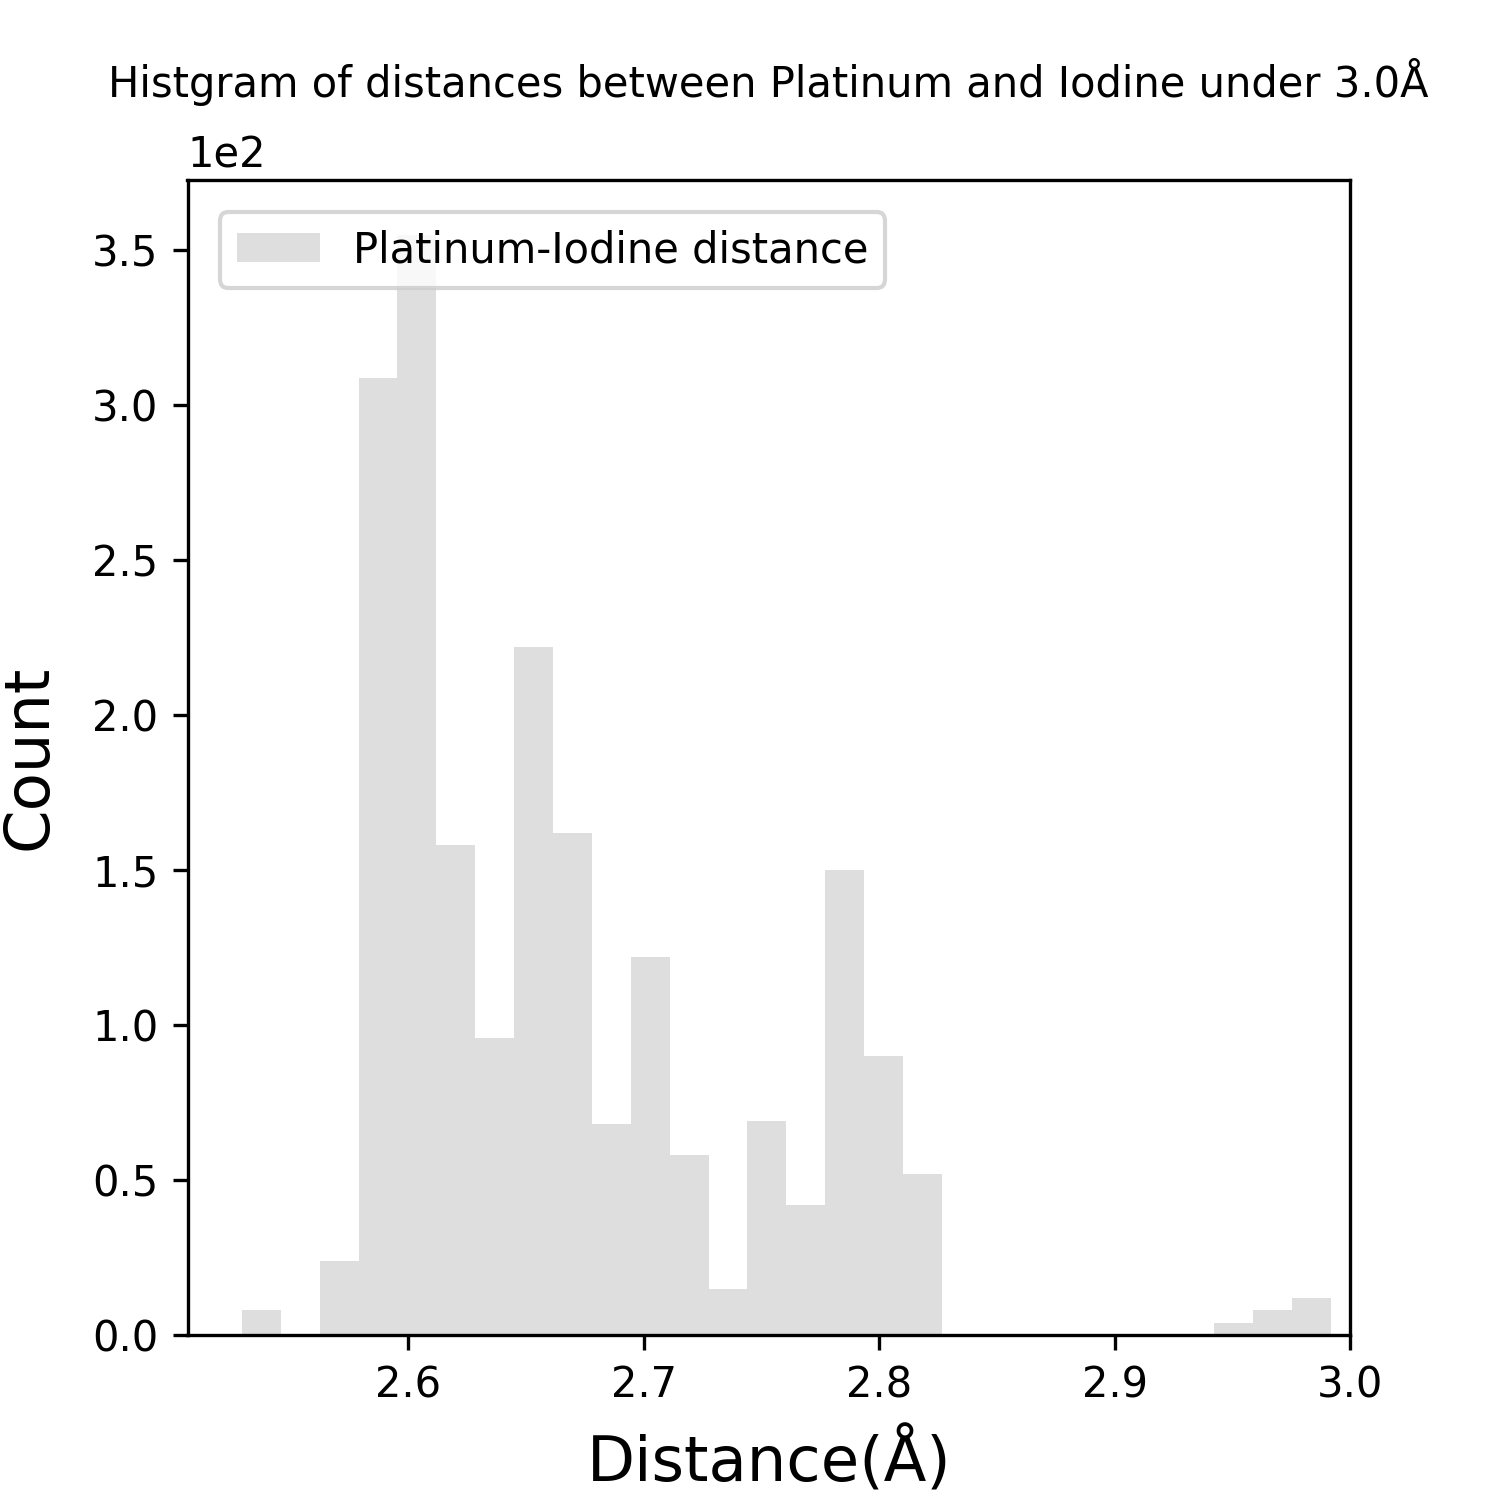 Histgram of distances between Platinum and Iodine under 3.0Å
1e2
Platinum-Iodine distance
3.5
3.0
2.5
2.0
1.5
1.0
0.5
0.0
Count
2.6 2.7 2.8 2.9 3.0
Distance(Å)